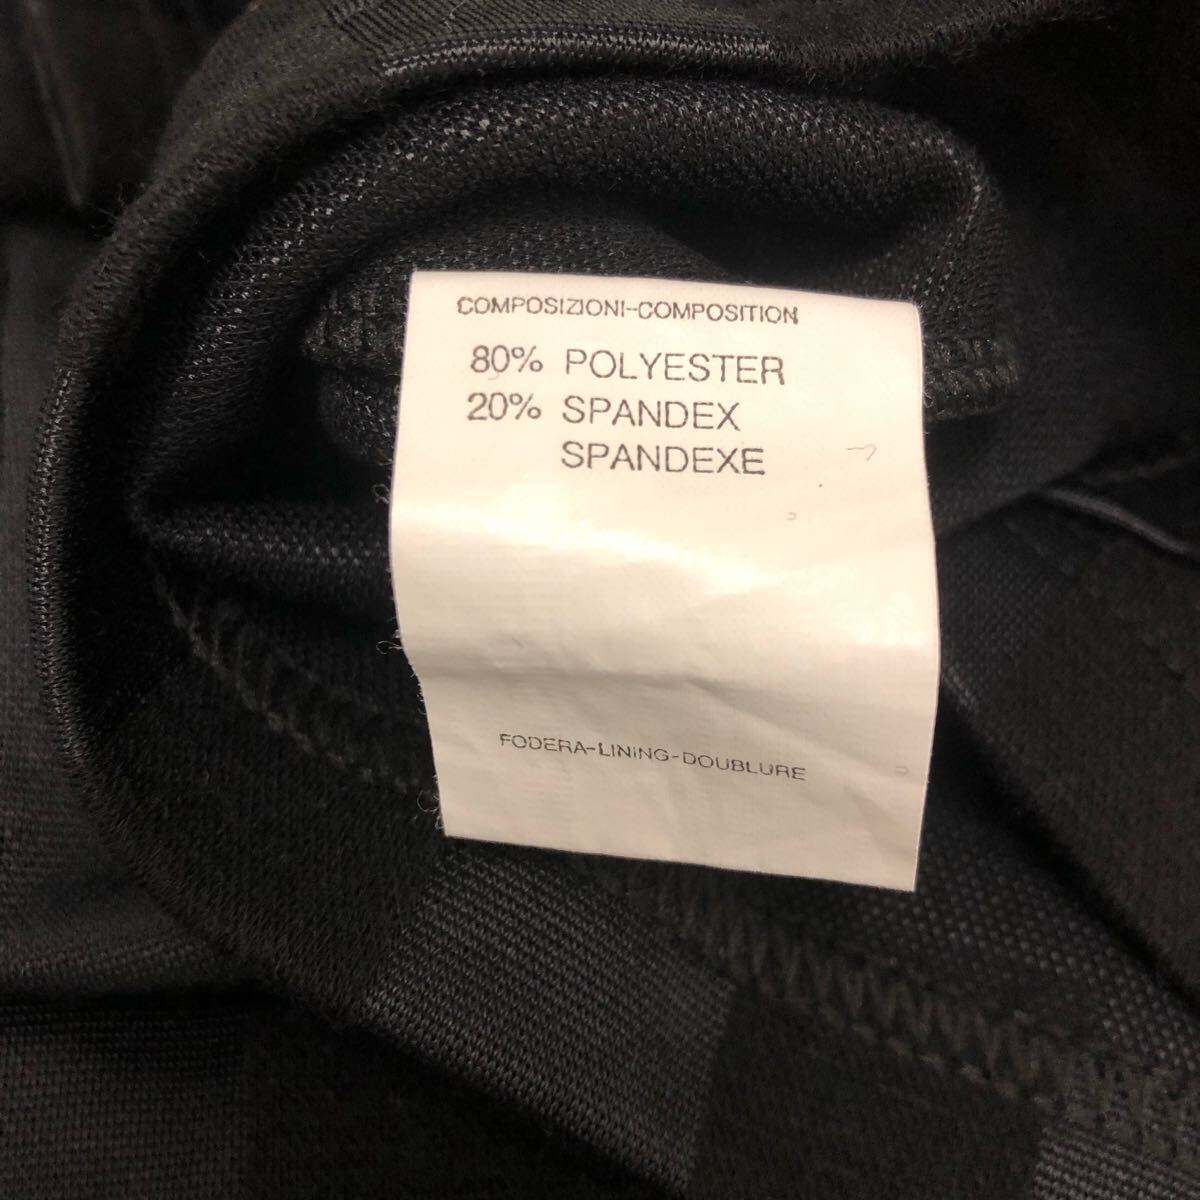 COMPOSIZIONI-COMPOSITION
80% POLYESTER
20% SPANDEX
SPANDEXE
FODERA-LINING-DOUBLURE